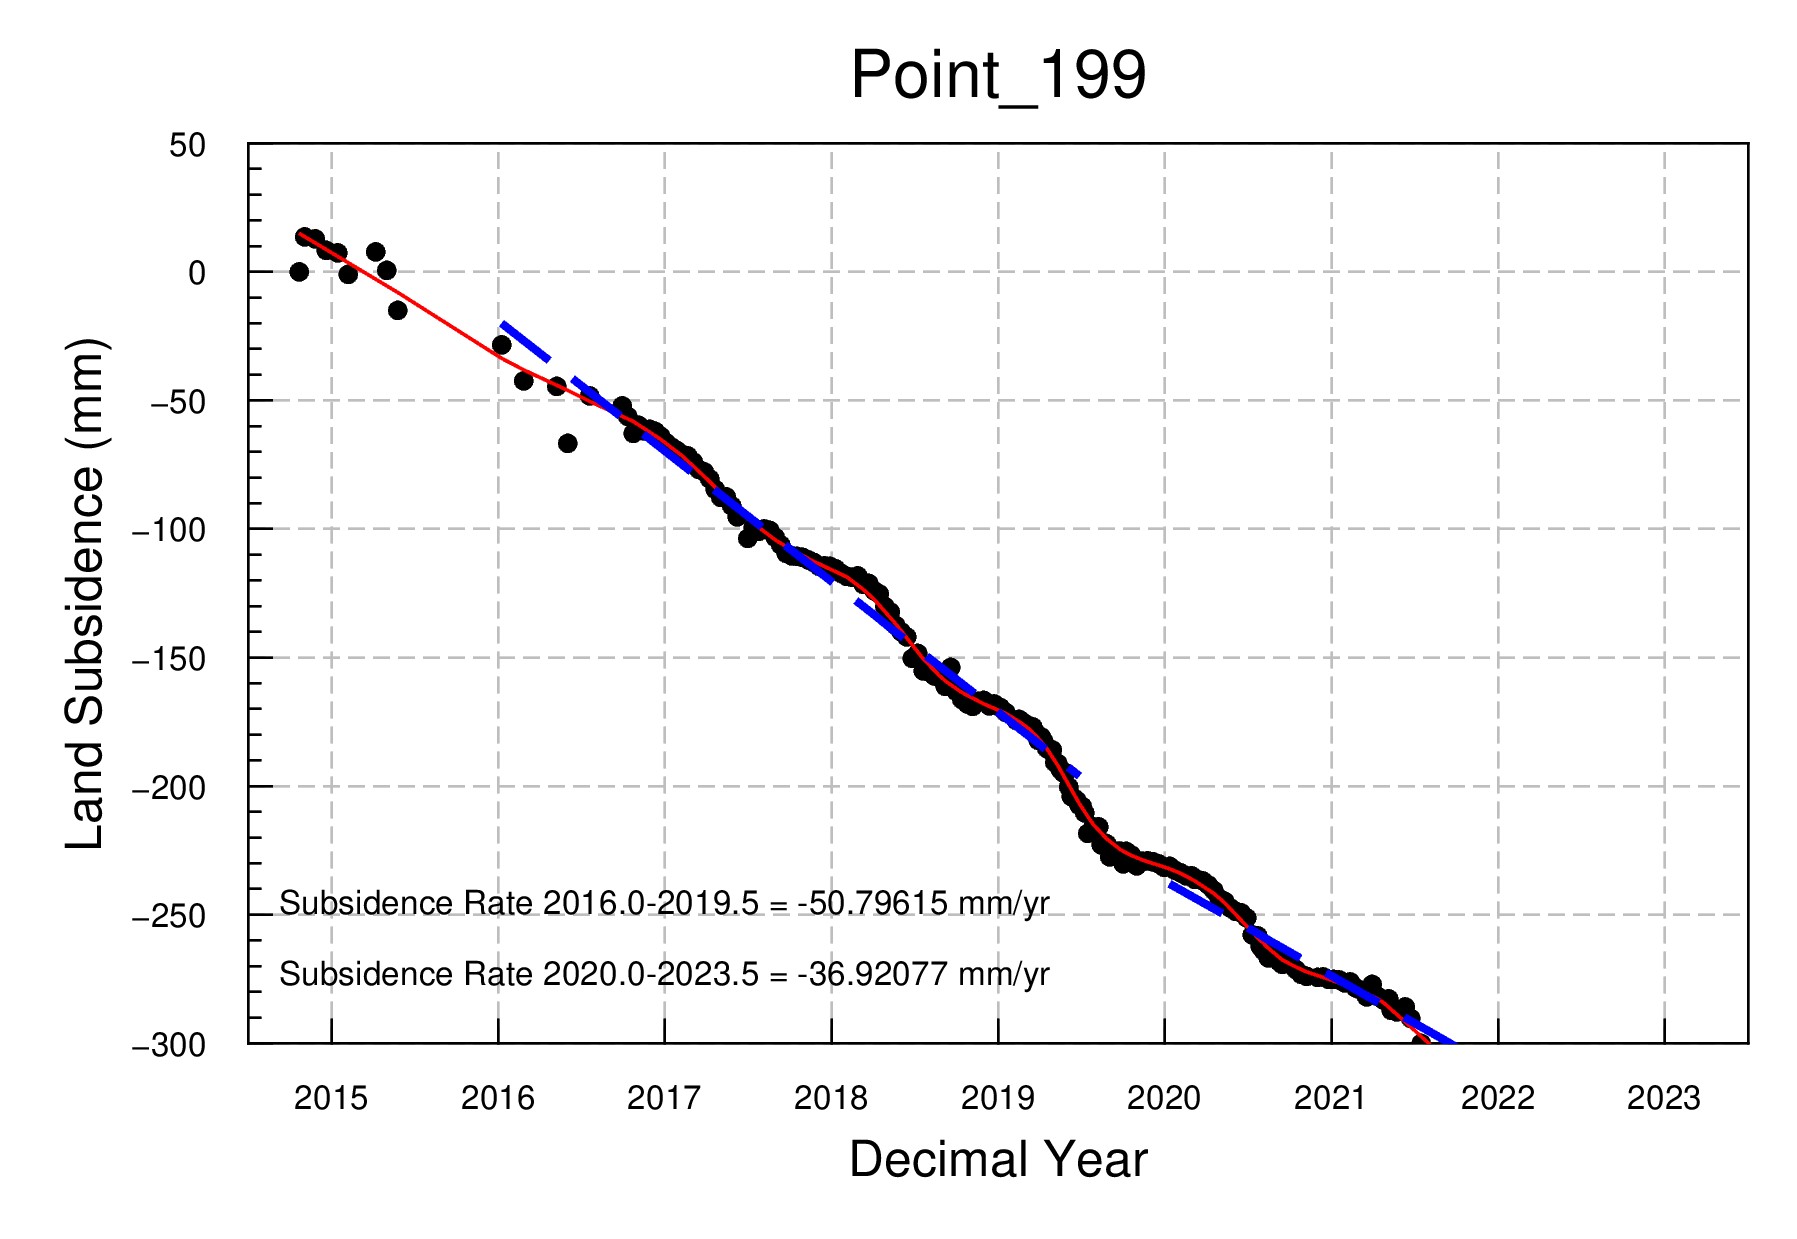 Point_199
50
0
−50
−100
−150
−200
−250
−300
Land Subsidence (mm)
Subsidence Rate 2016.0-2019.5 = -50.79615 mm/yr
Subsidence Rate 2020.0-2023.5 = -36.92077 mm/yr
2015 2016 2017 2018 2019 2020 2021 2022 2023
Decimal Year